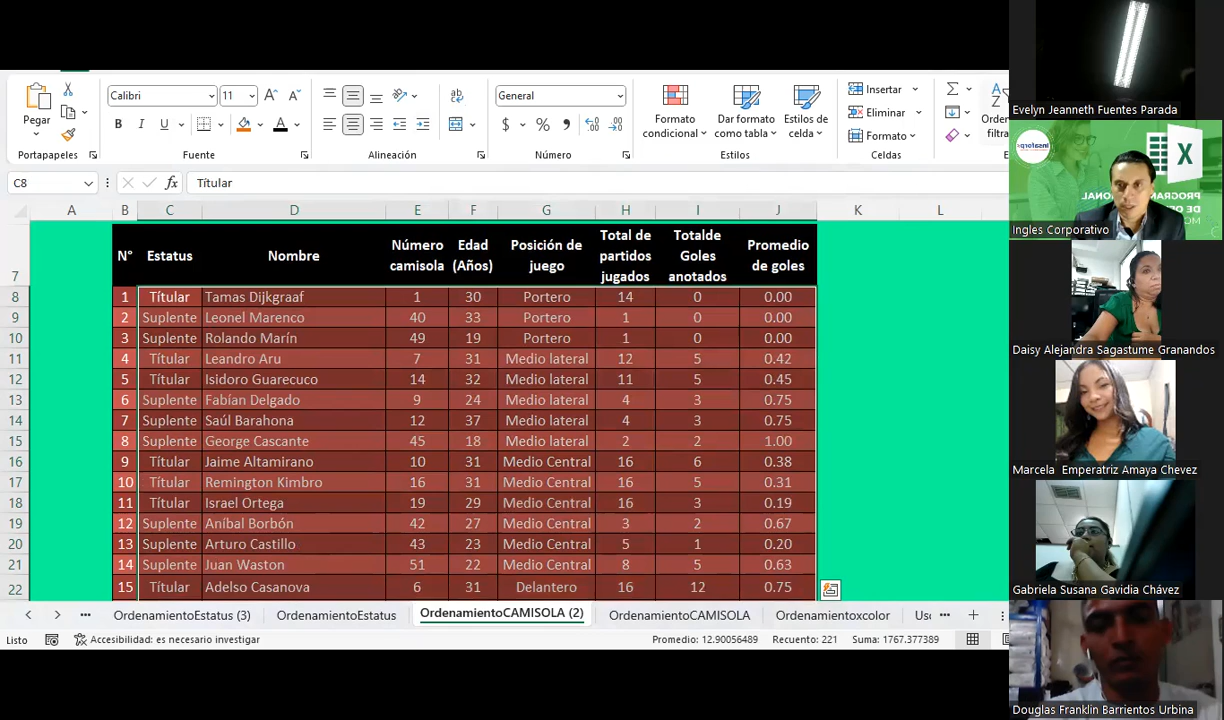 Pegar
Portapapeles
Calibri 11
Fuente
Alineación
General
Número
Formato condicional
Dar formato como tabla
Estilos de celda
Estilos
Insertar
Eliminar
Formato
Celdas
C8 fx Títular
A B C D E F G H I J K L
7 N° Estatus Nombre Número camisola Edad (Años) Posición de juego Total de partidos jugados Totalde Goles anotados Promedio de goles
8 1 Títular Tamas Dijkgraaf 1 30 Portero 14 0 0.00
9 2 Suplente Leonel Marenco 40 33 Portero 1 0 0.00
10 3 Suplente Rolando Marín 49 19 Portero 1 0 0.00
11 4 Títular Leandro Aru 7 31 Medio lateral 12 5 0.42
12 5 Títular Isidoro Guarecuco 14 32 Medio lateral 11 5 0.45
13 6 Suplente Fabían Delgado 9 24 Medio lateral 4 3 0.75
14 7 Suplente Saúl Barahona 12 37 Medio lateral 4 3 0.75
15 8 Suplente George Cascante 45 18 Medio lateral 2 2 1.00
16 9 Títular Jaime Altamirano 10 31 Medio Central 16 6 0.38
17 10 Títular Remington Kimbro 16 31 Medio Central 16 5 0.31
18 11 Títular Israel Ortega 19 29 Medio Central 16 3 0.19
19 12 Suplente Aníbal Borbón 42 27 Medio Central 3 2 0.67
20 13 Suplente Arturo Castillo 43 23 Medio Central 5 1 0.20
21 14 Suplente Juan Waston 51 22 Medio Central 8 5 0.63
22 15 Títular Adelso Casanova 6 31 Delantero 16 12 0.75
OrdenamientoEstatus (3) OrdenamientoEstatus OrdenamientoCAMISOLA (2) OrdenamientoCAMISOLA Ordenamientoxcolor
Listo Accesibilidad: es necesario investigar Promedio: 12.90056489 Recuento: 221 Suma: 1767.377389
Evelyn Jeanneth Fuentes Parada
Insaforp
Ingles Corporativo
Daisy Alejandra Sagastume Granandos
Marcela Emperatriz Amaya Chevez
Gabriela Susana Gavidia Chávez
Douglas Franklin Barrientos Urbina